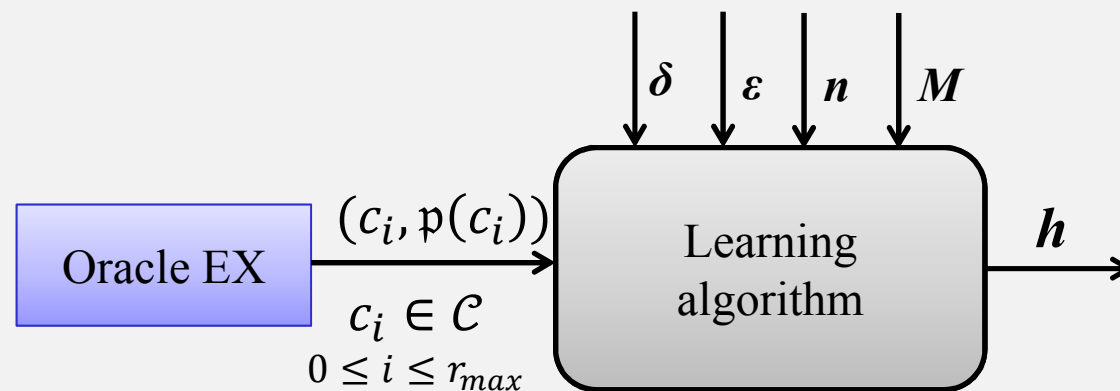 δ ε n M
(c_i, 𝔭(c_i))
Oracle EX
Learning
algorithm
h
c_i ∈ 𝒞
0 ≤ i ≤ r_max